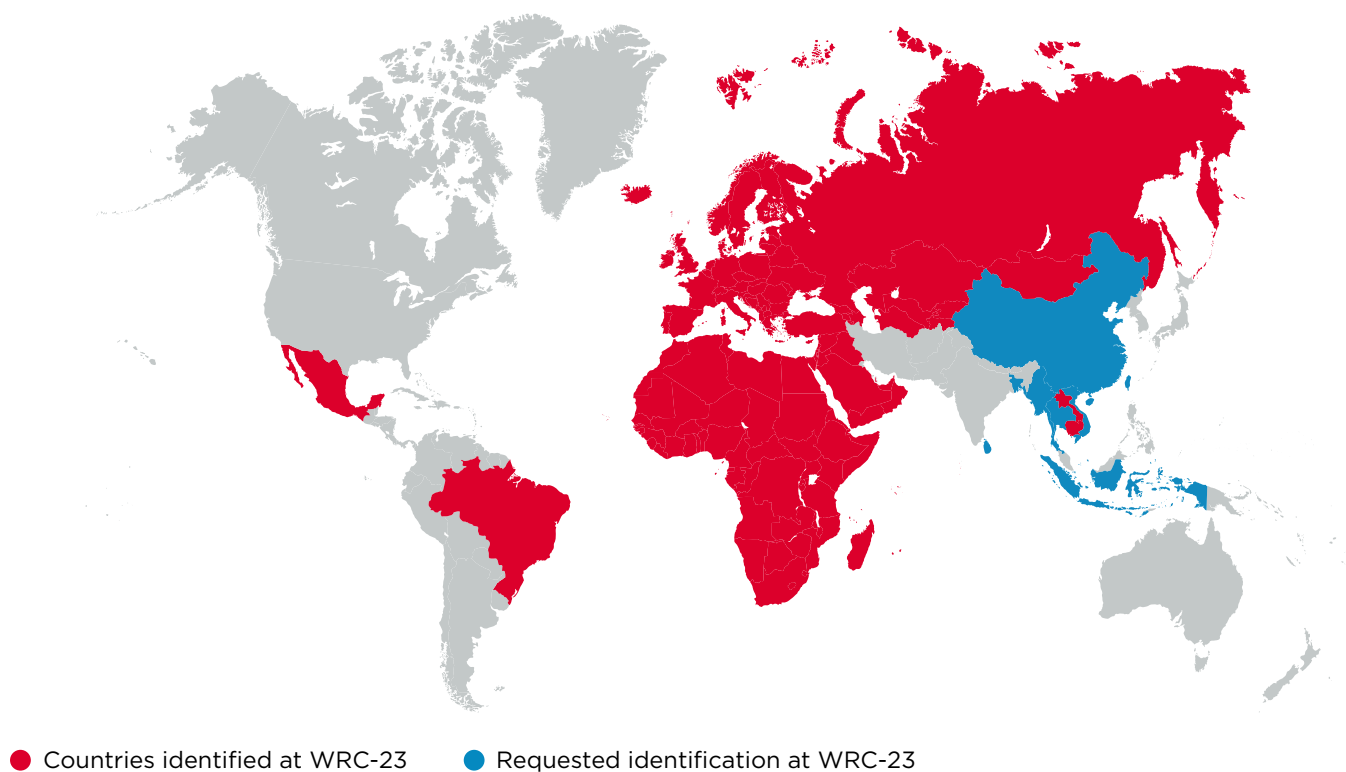 Countries identified at WRC-23 Requested identification at WRC-23